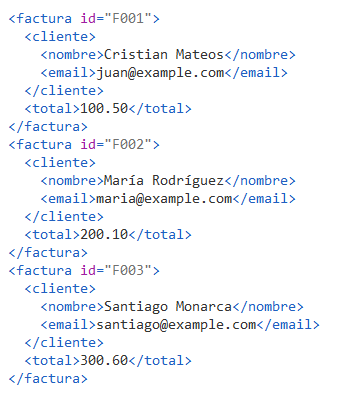 <factura id="F001">
  <cliente>
    <nombre>Cristian Mateos</nombre>
    <email>juan@example.com</email>
  </cliente>
  <total>100.50</total>
</factura>
<factura id="F002">
  <cliente>
    <nombre>María Rodríguez</nombre>
    <email>maria@example.com</email>
  </cliente>
  <total>200.10</total>
</factura>
<factura id="F003">
  <cliente>
    <nombre>Santiago Monarca</nombre>
    <email>santiago@example.com</email>
  </cliente>
  <total>300.60</total>
</factura>